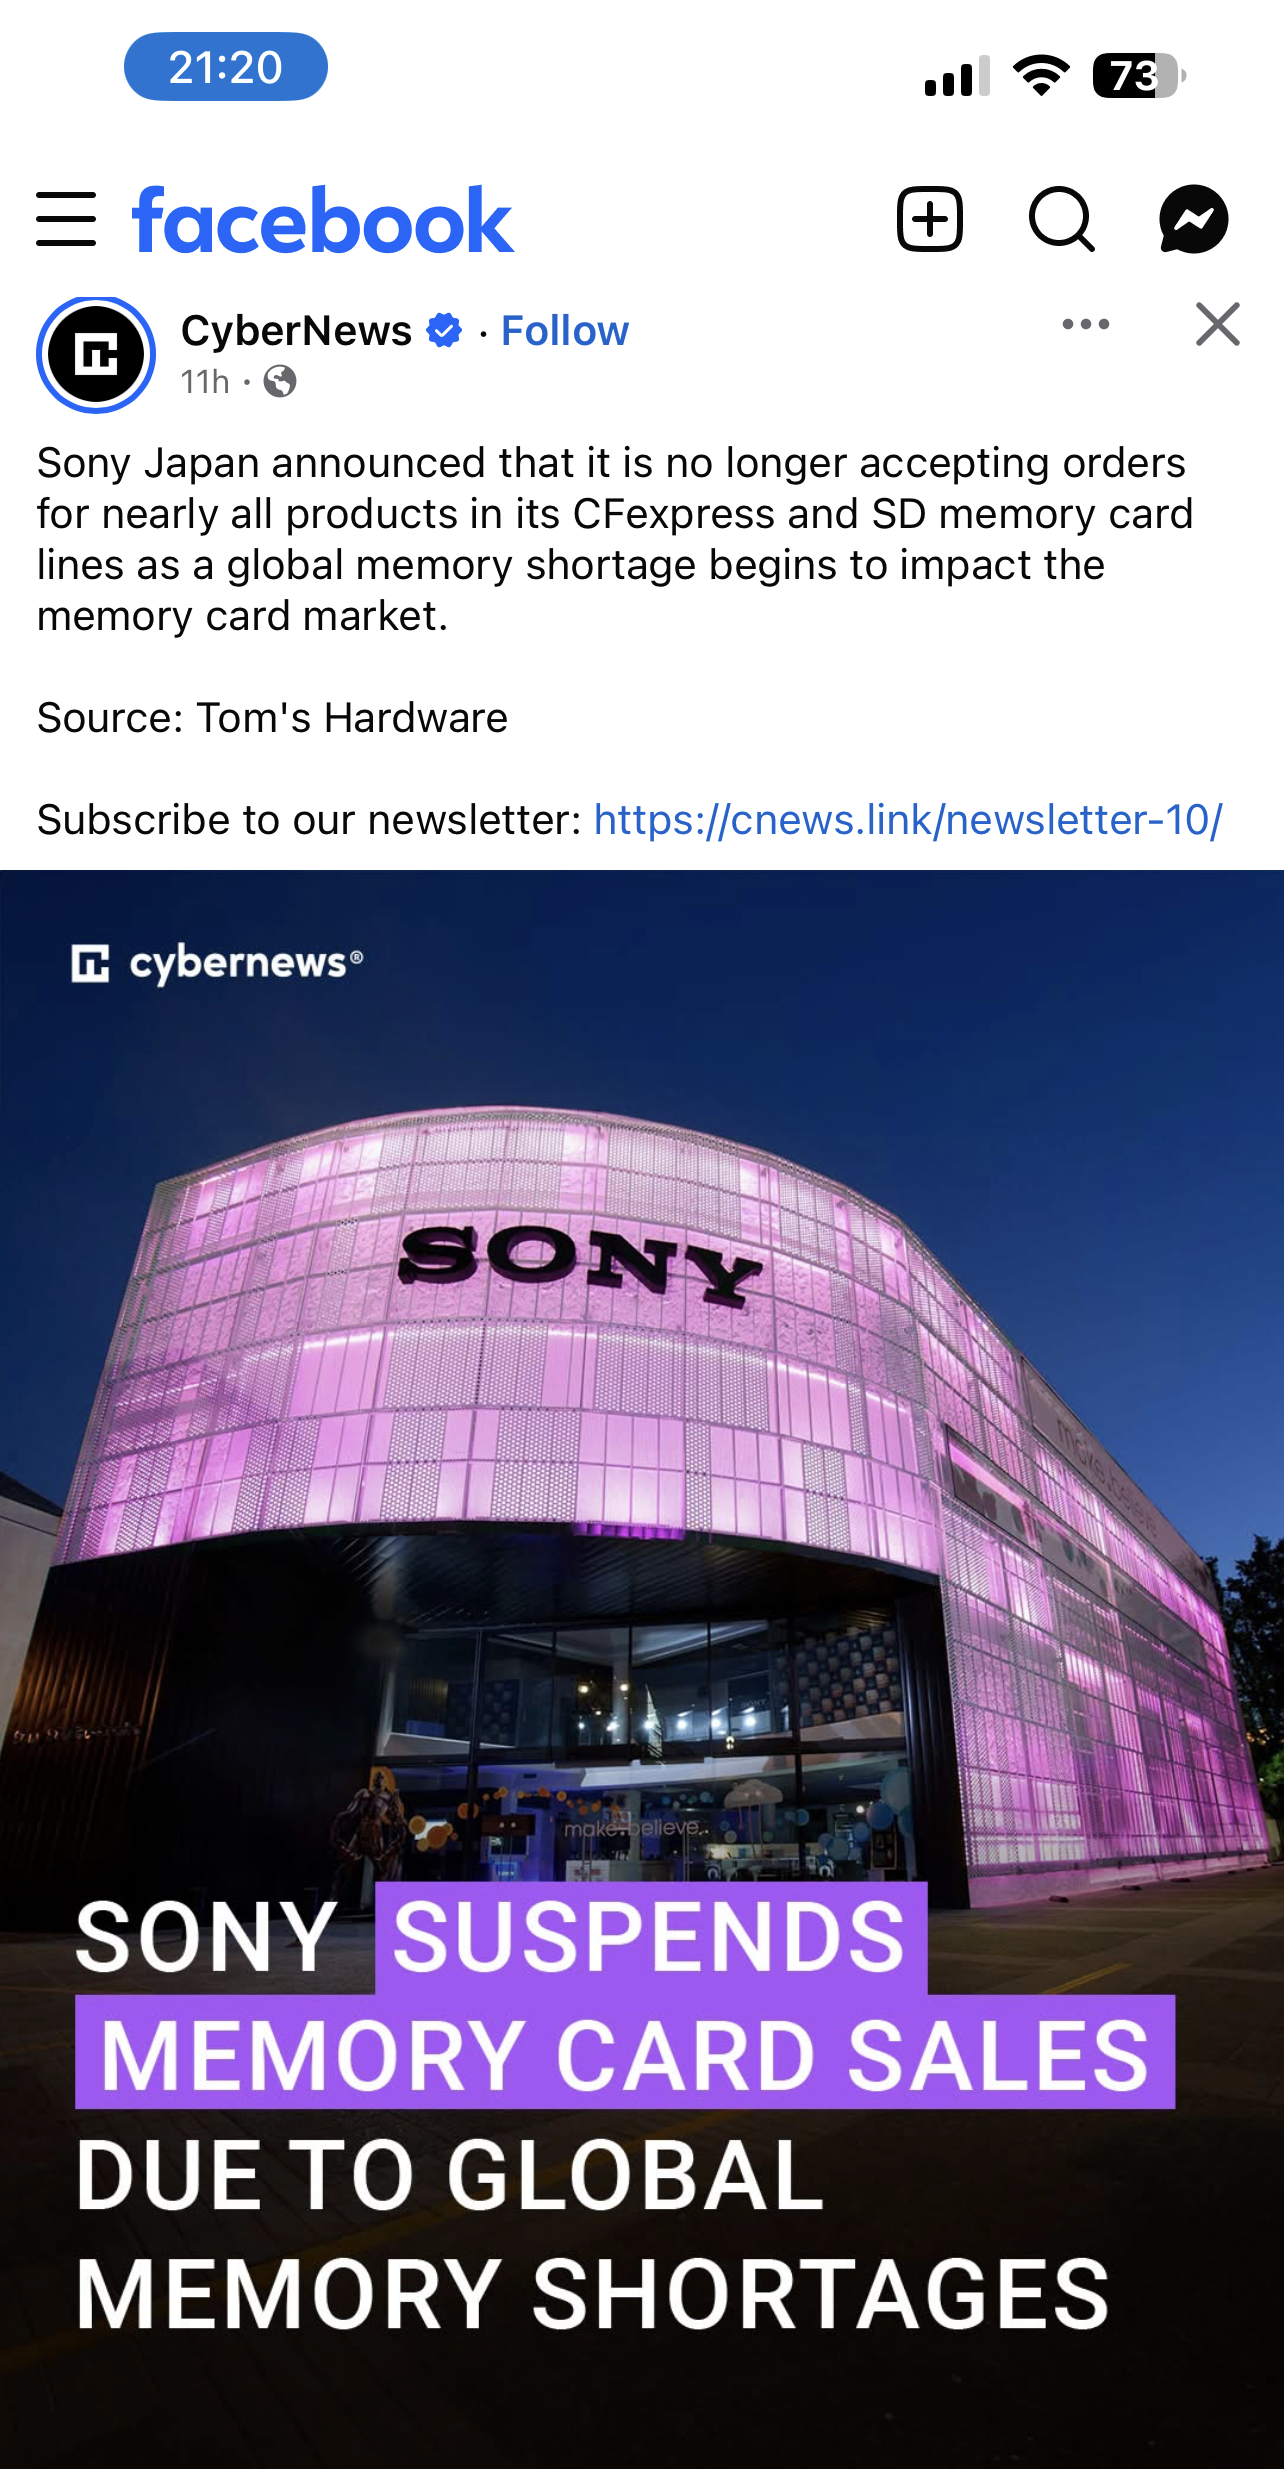 21:20
73
facebook
CyberNews · Follow
11h ·
Sony Japan announced that it is no longer accepting orders
for nearly all products in its CFexpress and SD memory card
lines as a global memory shortage begins to impact the
memory card market.
Source: Tom's Hardware
Subscribe to our newsletter: https://cnews.link/newsletter-10/
cybernews®
SONY
make.believe
make.believe
SONY SUSPENDS
MEMORY CARD SALES
DUE TO GLOBAL
MEMORY SHORTAGES